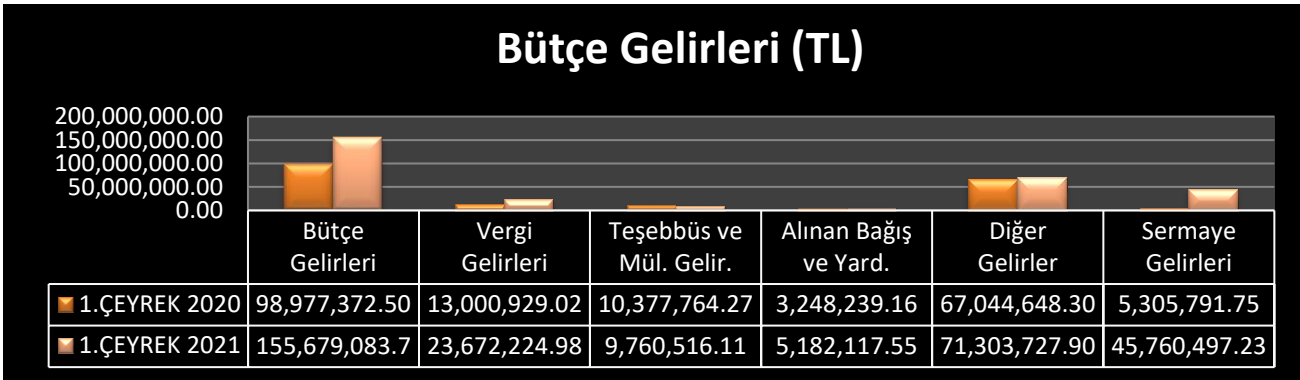 Bütçe Gelirleri (TL)
200,000,000.00
150,000,000.00
100,000,000.00
50,000,000.00
0.00
Bütçe Gelirleri
Vergi Gelirleri
Teşebbüs ve Mül. Gelir.
Alınan Bağış ve Yard.
Diğer Gelirler
Sermaye Gelirleri
1.ÇEYREK 2020 98,977,372.50 13,000,929.02 10,377,764.27 3,248,239.16 67,044,648.30 5,305,791.75
1.ÇEYREK 2021 155,679,083.7 23,672,224.98 9,760,516.11 5,182,117.55 71,303,727.90 45,760,497.23